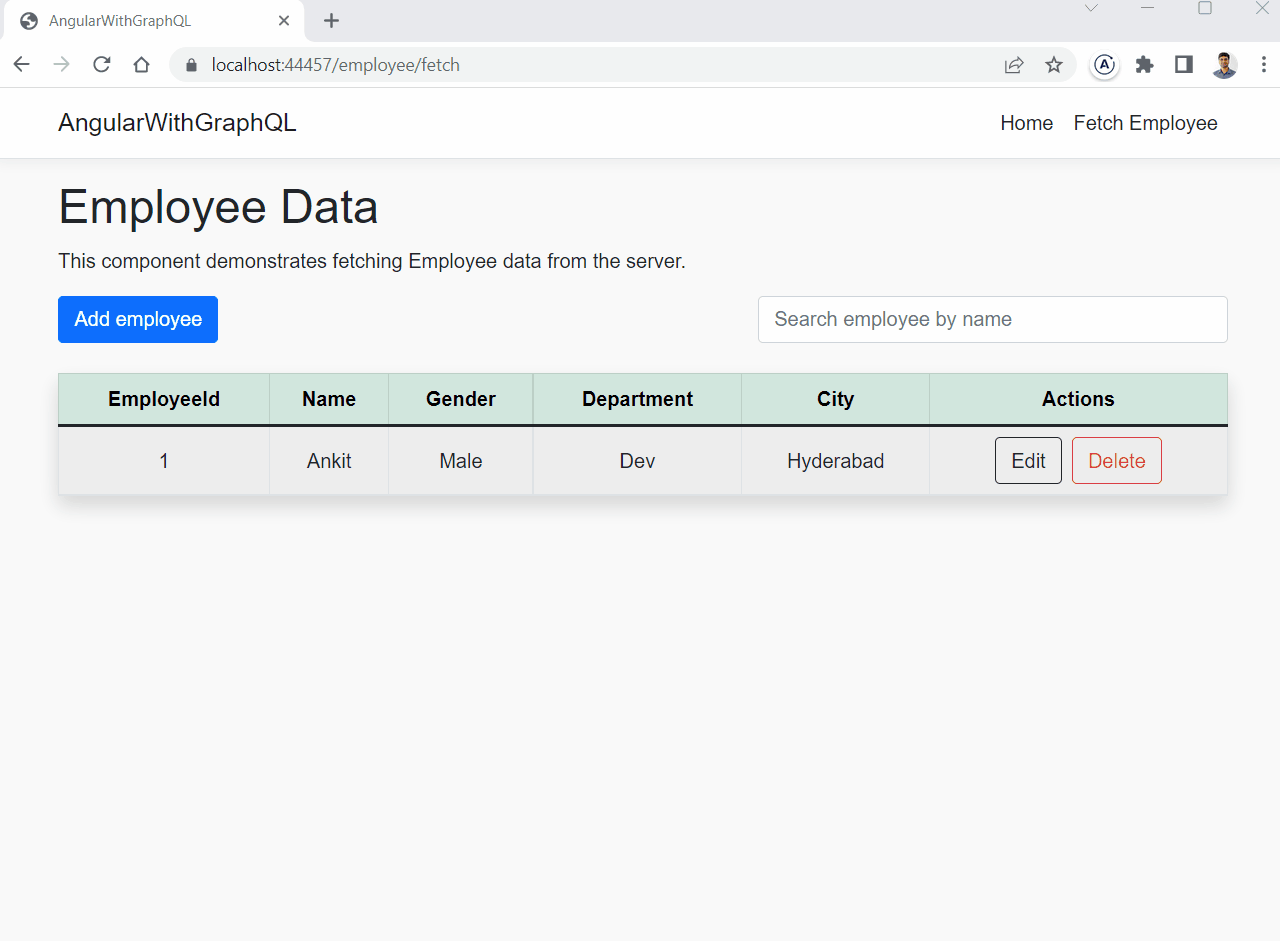 AngularWithGraphQL
localhost:44457/employee/fetch
A
AngularWithGraphQL Home Fetch Employee
Employee Data
This component demonstrates fetching Employee data from the server.
Add employee Search employee by name
EmployeeId Name Gender Department City Actions
1 Ankit Male Dev Hyderabad Edit Delete